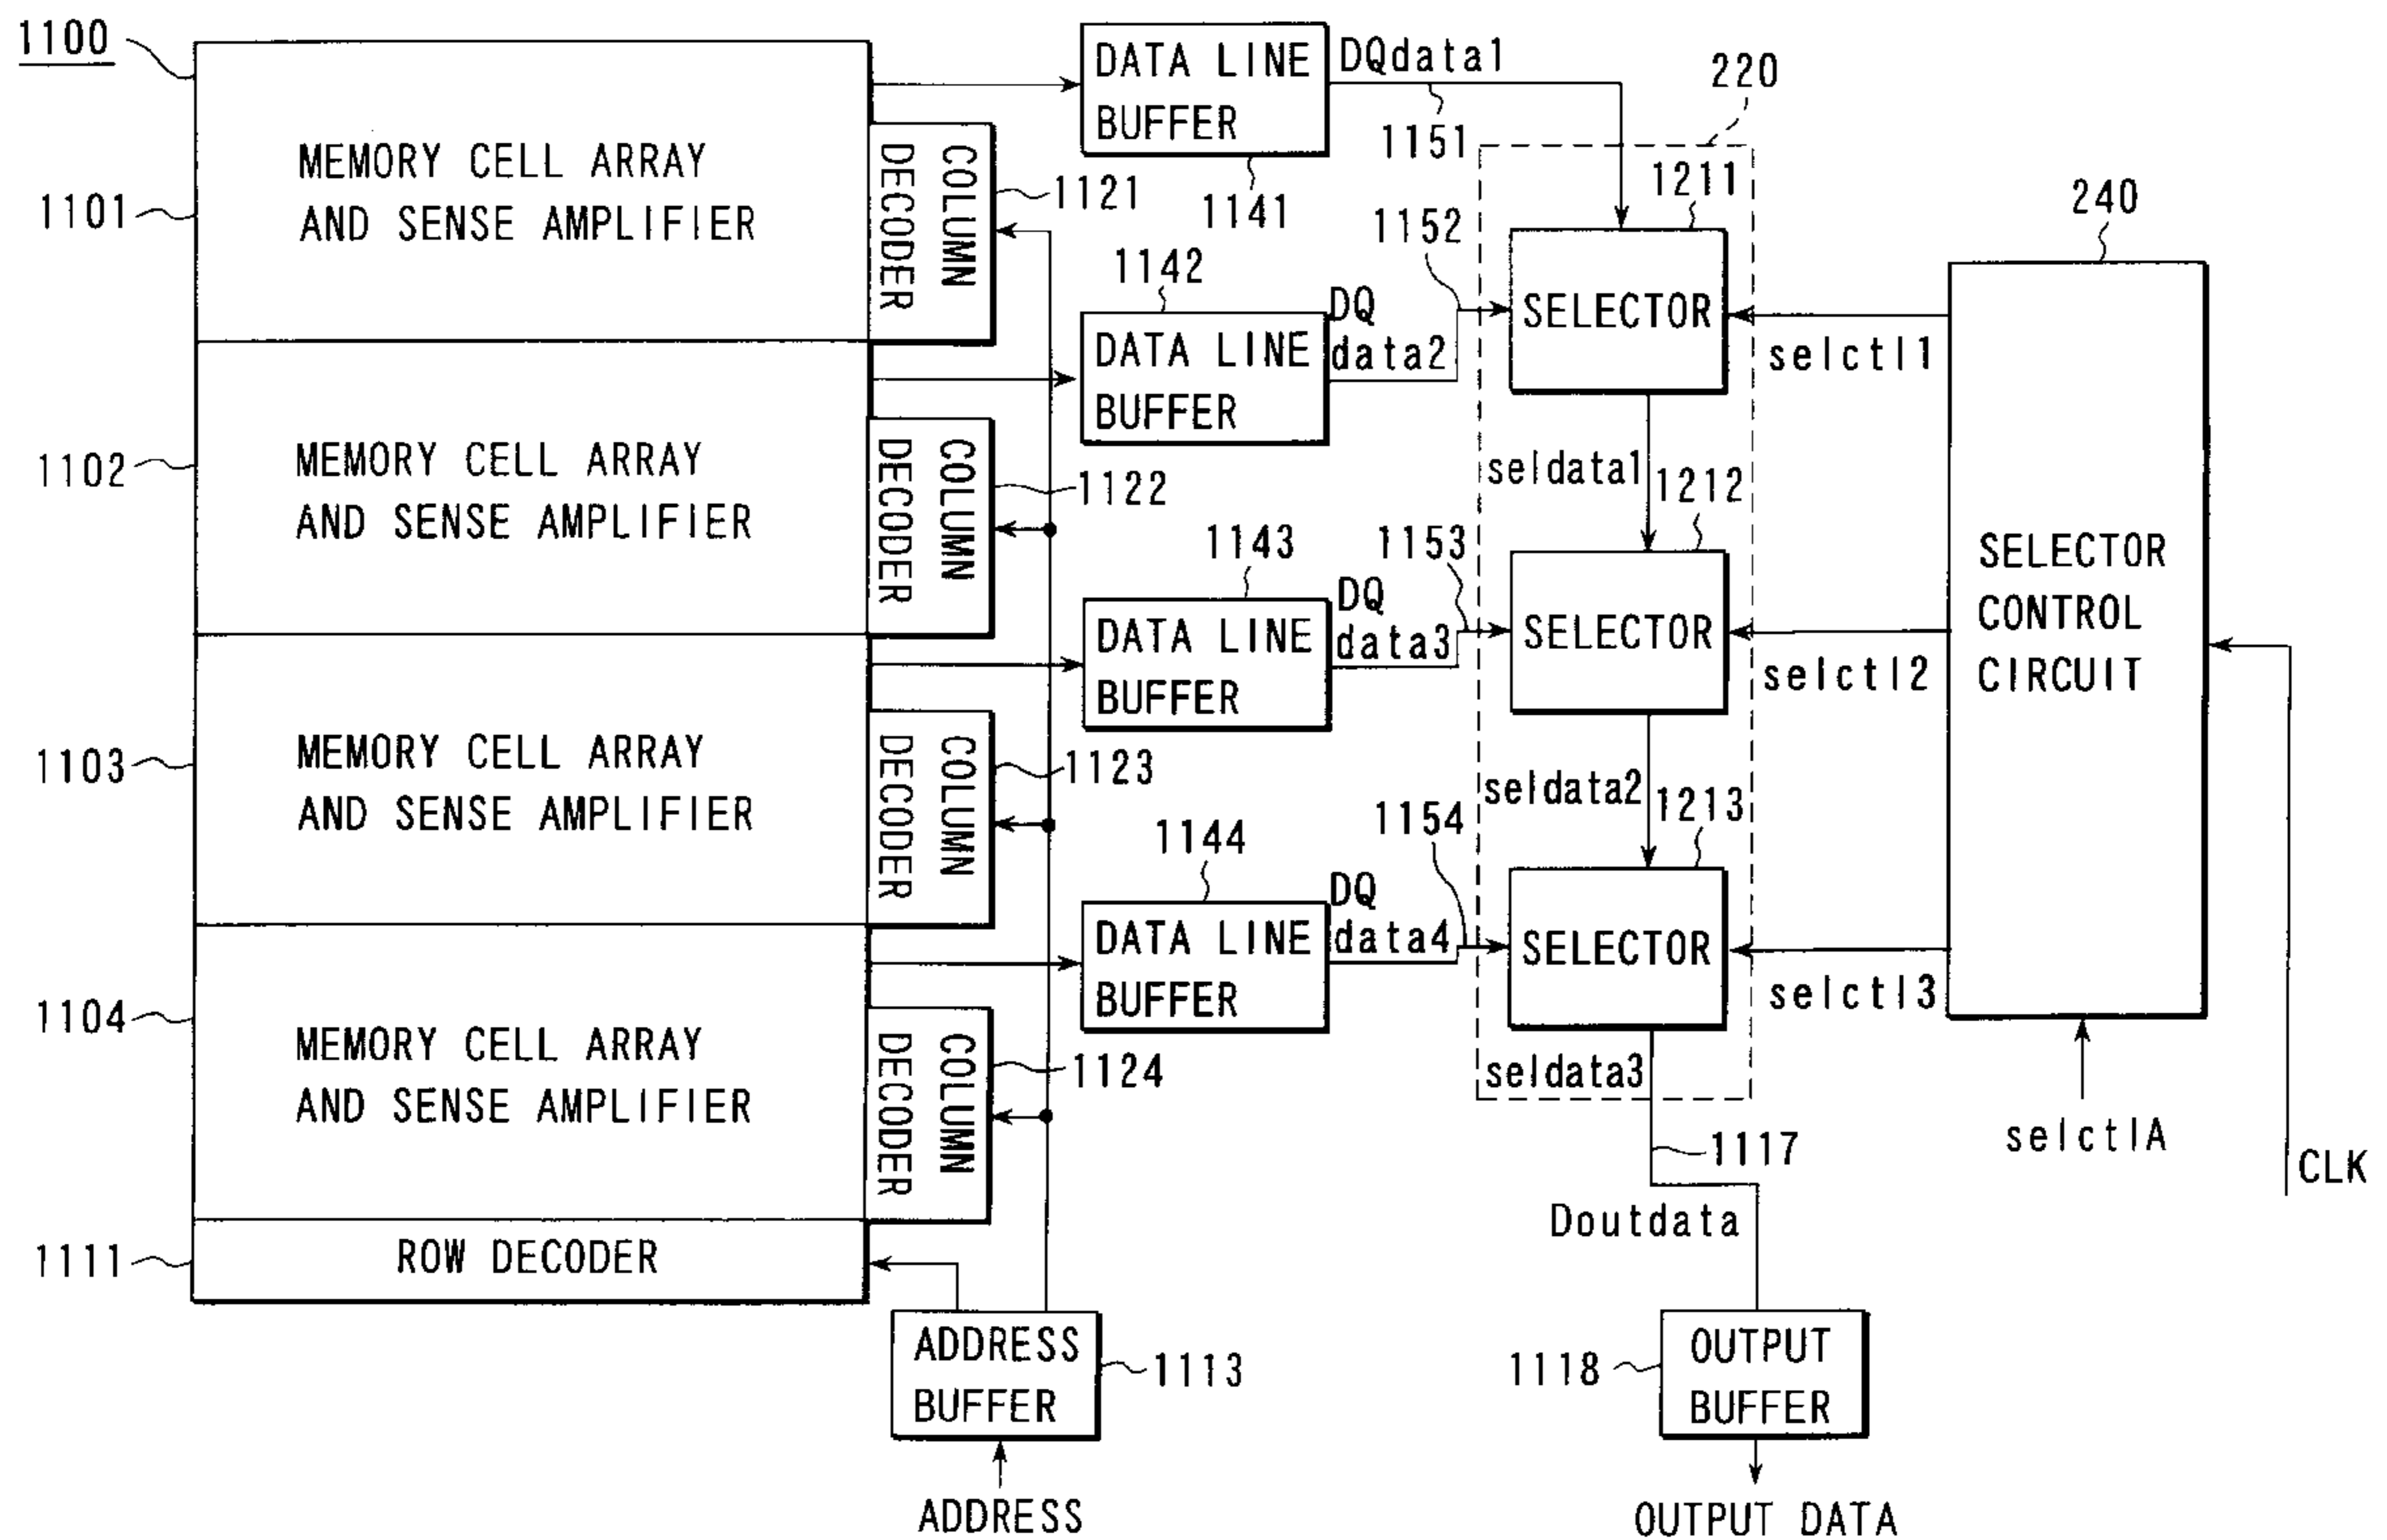 1100
1101
MEMORY CELL ARRAY
AND SENSE AMPLIFIER
COLUMN
DECODER
1121
1102
MEMORY CELL ARRAY
AND SENSE AMPLIFIER
COLUMN
DECODER
1122
1103
MEMORY CELL ARRAY
AND SENSE AMPLIFIER
COLUMN
DECODER
1123
1104
MEMORY CELL ARRAY
AND SENSE AMPLIFIER
COLUMN
DECODER
1124
1111
ROW DECODER
ADDRESS
BUFFER
1113
ADDRESS
DATA LINE
BUFFER
1141
DQdata1
1151
1142
DATA LINE
BUFFER
DQ
data2
1152
1143
DATA LINE
BUFFER
DQ
data3
1153
1144
DATA LINE
BUFFER
DQ
data4
1154
220
1211
SELECTOR
selctl1
seldata1
1212
SELECTOR
selctl2
seldata2
1213
SELECTOR
selctl3
seldata3
240
SELECTOR
CONTROL
CIRCUIT
selctlA
CLK
1117
Doutdata
1118
OUTPUT
BUFFER
OUTPUT DATA